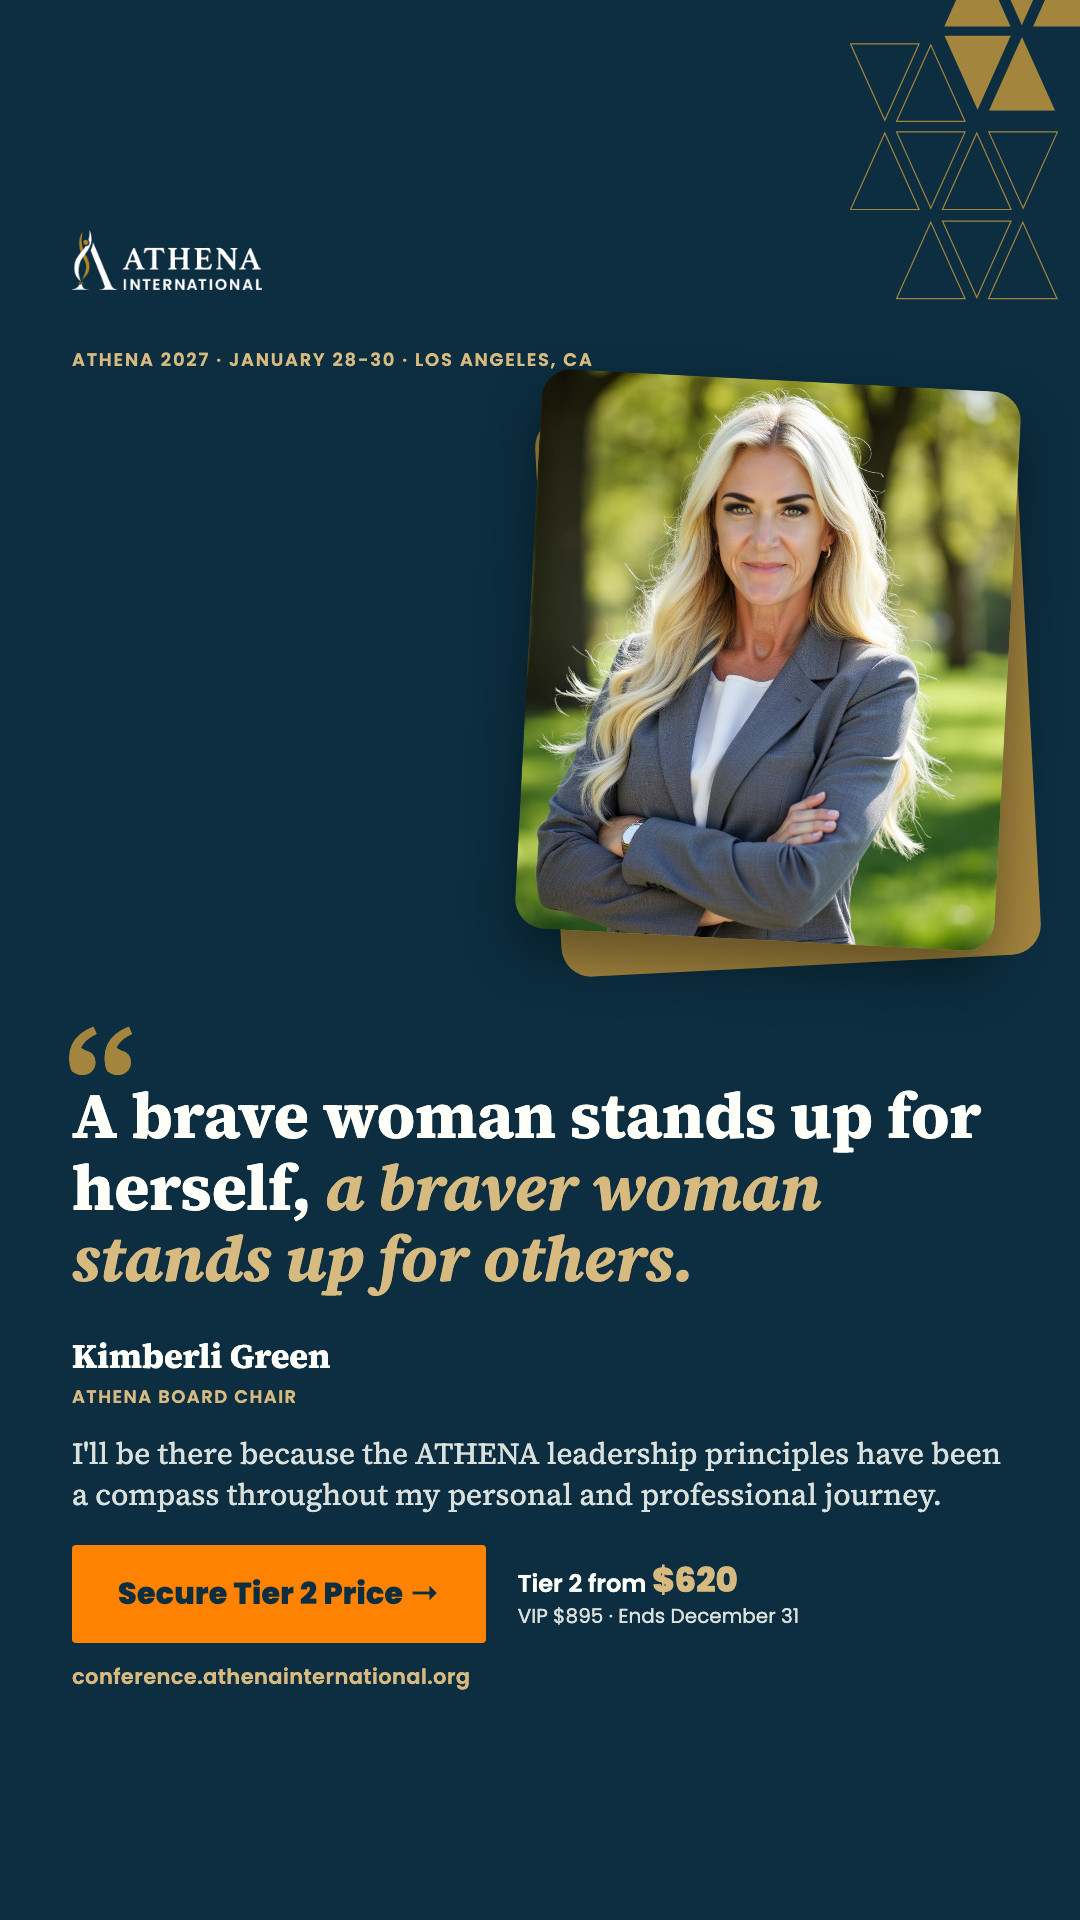 ATHENA
INTERNATIONAL
ATHENA 2027 · JANUARY 28-30 · LOS ANGELES, CA
“
A brave woman stands up for
herself, a braver woman
stands up for others.
Kimberli Green
ATHENA BOARD CHAIR
I'll be there because the ATHENA leadership principles have been
a compass throughout my personal and professional journey.
Secure Tier 2 Price →
Tier 2 from $620
VIP $895 · Ends December 31
conference.athenainternational.org